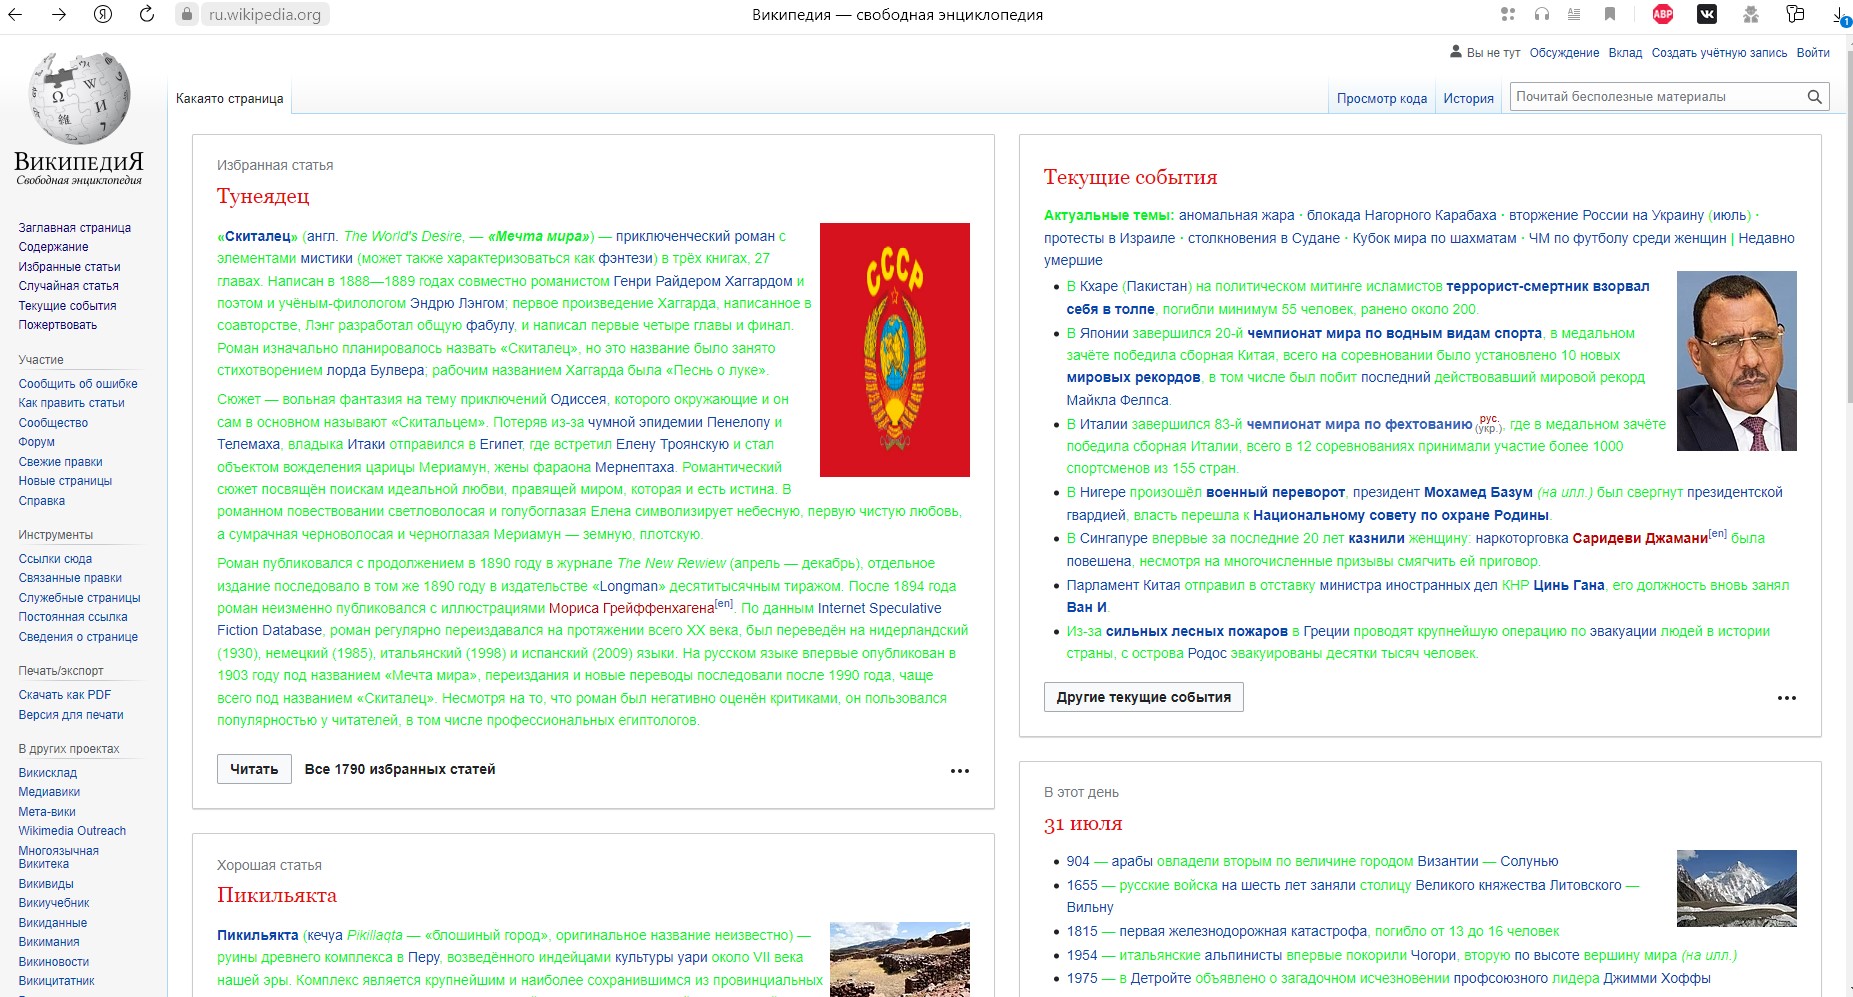 ru.wikipedia.org
Википедия — свободная энциклопедия
ABP
1
Вы не тут Обсуждение Вклад Создать учётную запись Войти
Какаято страница
Просмотр кода История Почитай бесполезные материалы
ВикипедиЯ
Свободная энциклопедия
Заглавная страница
Содержание
Избранные статьи
Случайная статья
Текущие события
Пожертвовать
Участие
Сообщить об ошибке
Как править статьи
Сообщество
Форум
Свежие правки
Новые страницы
Справка
Инструменты
Ссылки сюда
Связанные правки
Служебные страницы
Постоянная ссылка
Сведения о странице
Печать/экспорт
Скачать как PDF
Версия для печати
В других проектах
Викисклад
Медиавики
Мета-вики
Wikimedia Outreach
Многоязычная
Викитека
Викивиды
Викиучебник
Викиданные
Викимания
Викиновости
Викицитатник
Избранная статья
Тунеядец
«Скиталец» (англ. The World's Desire, — «Мечта мира») — приключенческий роман с
элементами мистики (может также характеризоваться как фэнтези) в трёх книгах, 27
главах. Написан в 1888—1889 годах совместно романистом Генри Райдером Хаггардом и
поэтом и учёным-филологом Эндрю Лэнгом; первое произведение Хаггарда, написанное в
соавторстве, Лэнг разработал общую фабулу, и написал первые четыре главы и финал.
Роман изначально планировалось назвать «Скиталец», но это название было занято
стихотворением лорда Булвера; рабочим названием Хаггарда была «Песнь о луке».
Сюжет — вольная фантазия на тему приключений Одиссея, которого окружающие и он
сам в основном называют «Скитальцем». Потеряв из-за чумной эпидемии Пенелопу и
Телемаха, владыка Итаки отправился в Египет, где встретил Елену Троянскую и стал
объектом вожделения царицы Мериамун, жены фараона Мернептаха. Романтический
сюжет посвящён поискам идеальной любви, правящей миром, которая и есть истина. В
романном повествовании светловолосая и голубоглазая Елена символизирует небесную, первую чистую любовь,
а сумрачная черноволосая и черноглазая Мериамун — земную, плотскую.
Роман публиковался с продолжением в 1890 году в журнале The New Rewiew (апрель — декабрь), отдельное
издание последовало в том же 1890 году в издательстве «Longman» десятитысячным тиражом. После 1894 года
роман неизменно публиковался с иллюстрациями Мориса Грейффенхагена[en]. По данным Internet Speculative
Fiction Database, роман регулярно переиздавался на протяжении всего XX века, был переведён на нидерландский
(1930), немецкий (1985), итальянский (1998) и испанский (2009) языки. На русском языке впервые опубликован в
1903 году под названием «Мечта мира», переиздания и новые переводы последовали после 1990 года, чаще
всего под названием «Скиталец». Несмотря на то, что роман был негативно оценён критиками, он пользовался
популярностью у читателей, в том числе профессиональных египтологов.
СССР
Читать Все 1790 избранных статей
Хорошая статья
Пикильякта
Пикильякта (кечуа Pikillaqta — «блошиный город», оригинальное название неизвестно) —
руины древнего комплекса в Перу, возведённого индейцами культуры уари около VII века
нашей эры. Комплекс является крупнейшим и наиболее сохранившимся из провинциальных
Текущие события
Актуальные темы: аномальная жара · блокада Нагорного Карабаха · вторжение России на Украину (июль) ·
протесты в Израиле · столкновения в Судане · Кубок мира по шахматам · ЧМ по футболу среди женщин | Недавно
умершие
В Кхаре (Пакистан) на политическом митинге исламистов террорист-смертник взорвал
себя в толпе, погибли минимум 55 человек, ранено около 200.
В Японии завершился 20-й чемпионат мира по водным видам спорта, в медальном
зачёте победила сборная Китая, всего на соревновании было установлено 10 новых
мировых рекордов, в том числе был побит последний действовавший мировой рекорд
Майкла Фелпса.
В Италии завершился 83-й чемпионат мира по фехтованию рус. (укр.), где в медальном зачёте
победила сборная Италии, всего в 12 соревнованиях принимали участие более 1000
спортсменов из 155 стран.
В Нигере произошёл военный переворот, президент Мохамед Базум (на илл.) был свергнут президентской
гвардией, власть перешла к Национальному совету по охране Родины.
В Сингапуре впервые за последние 20 лет казнили женщину: наркоторговка Саридеви Джамани[en] была
повешена, несмотря на многочисленные призывы смягчить ей приговор.
Парламент Китая отправил в отставку министра иностранных дел КНР Цинь Гана, его должность вновь занял
Ван И.
Из-за сильных лесных пожаров в Греции проводят крупнейшую операцию по эвакуации людей в истории
страны, с острова Родос эвакуированы десятки тысяч человек.
Другие текущие события
В этот день
31 июля
904 — арабы овладели вторым по величине городом Византии — Солунью
1655 — русские войска на шесть лет заняли столицу Великого княжества Литовского —
Вильну
1815 — первая железнодорожная катастрофа, погибло от 13 до 16 человек
1954 — итальянские альпинисты впервые покорили Чогори, вторую по высоте вершину мира (на илл.)
1975 — в Детройте объявлено о загадочном исчезновении профсоюзного лидера Джимми Хоффы